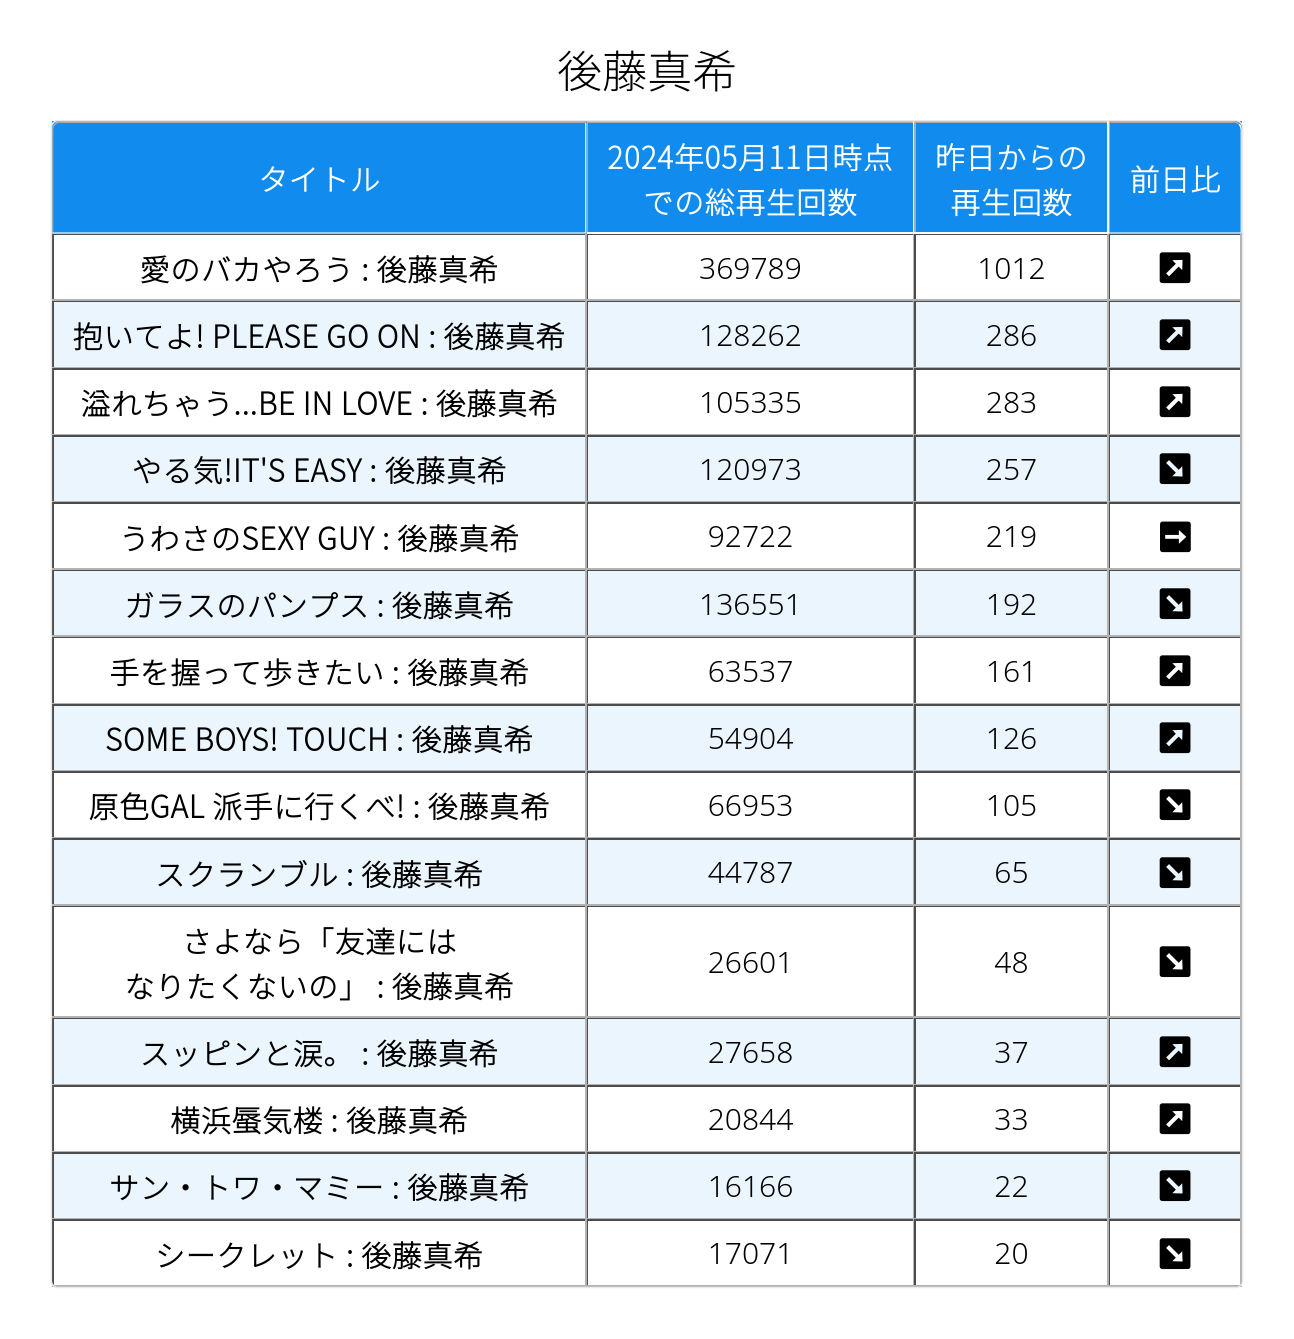 後藤真希
タイトル
2024年05月11日時点
での総再生回数
昨日からの
再生回数
前日比
愛のバカやろう : 後藤真希 369789 1012 ↗
抱いてよ! PLEASE GO ON : 後藤真希 128262 286 ↗
溢れちゃう...BE IN LOVE : 後藤真希 105335 283 ↗
やる気!IT'S EASY : 後藤真希 120973 257 ↘
うわさのSEXY GUY : 後藤真希 92722 219 →
ガラスのパンプス : 後藤真希 136551 192 ↘
手を握って歩きたい : 後藤真希 63537 161 ↗
SOME BOYS! TOUCH : 後藤真希 54904 126 ↗
原色GAL 派手に行くべ! : 後藤真希 66953 105 ↘
スクランブル : 後藤真希 44787 65 ↘
さよなら「友達には
なりたくないの」 : 後藤真希 26601 48 ↘
スッピンと涙。 : 後藤真希 27658 37 ↗
横浜蜃気楼 : 後藤真希 20844 33 ↗
サン・トワ・マミー : 後藤真希 16166 22 ↘
シークレット : 後藤真希 17071 20 ↘